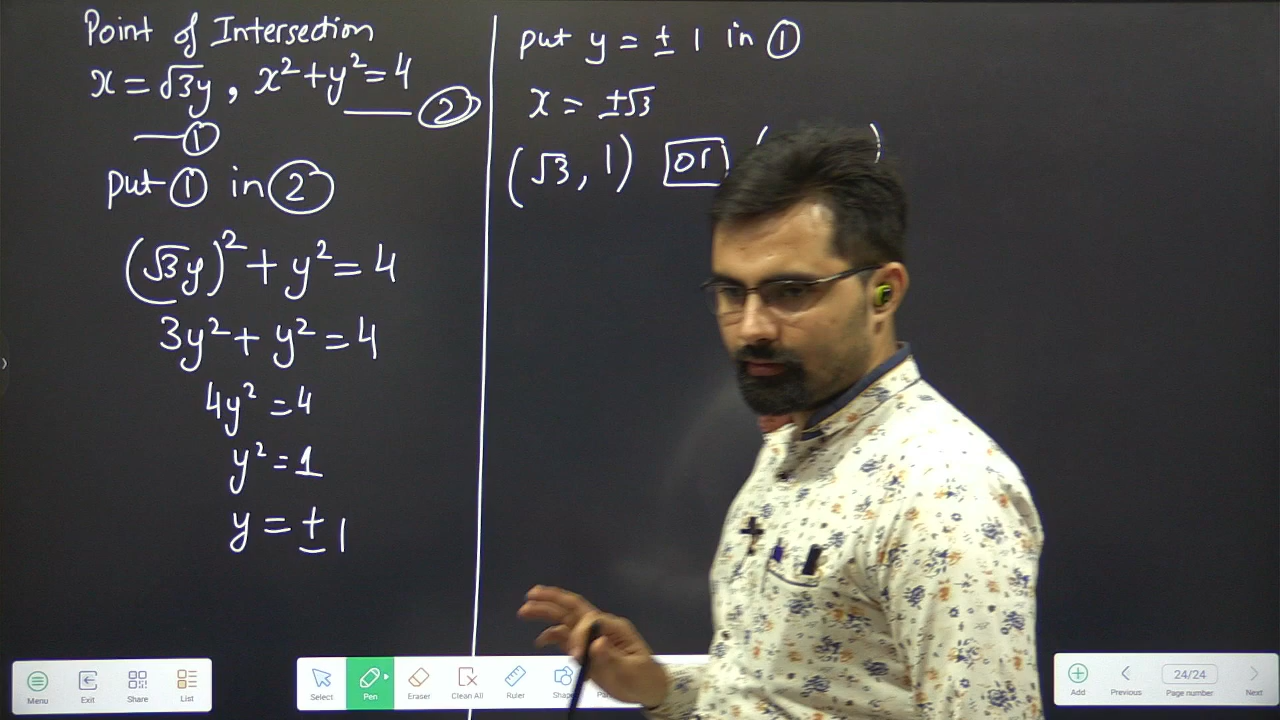 Point of Intersection
x = √3y, x² + y² = 4
—— ②
—— ①
put ① in ②
(√3y)² + y² = 4
3y² + y² = 4
4y² = 4
y² = 1
y = ± 1
put y = ± 1 in ①
x = ±√3
(√3, 1) or ( )
Menu
Exit
Share
List
Select
Pen
Eraser
Clean All
Ruler
Add
Previous
24/24
Page number
Next